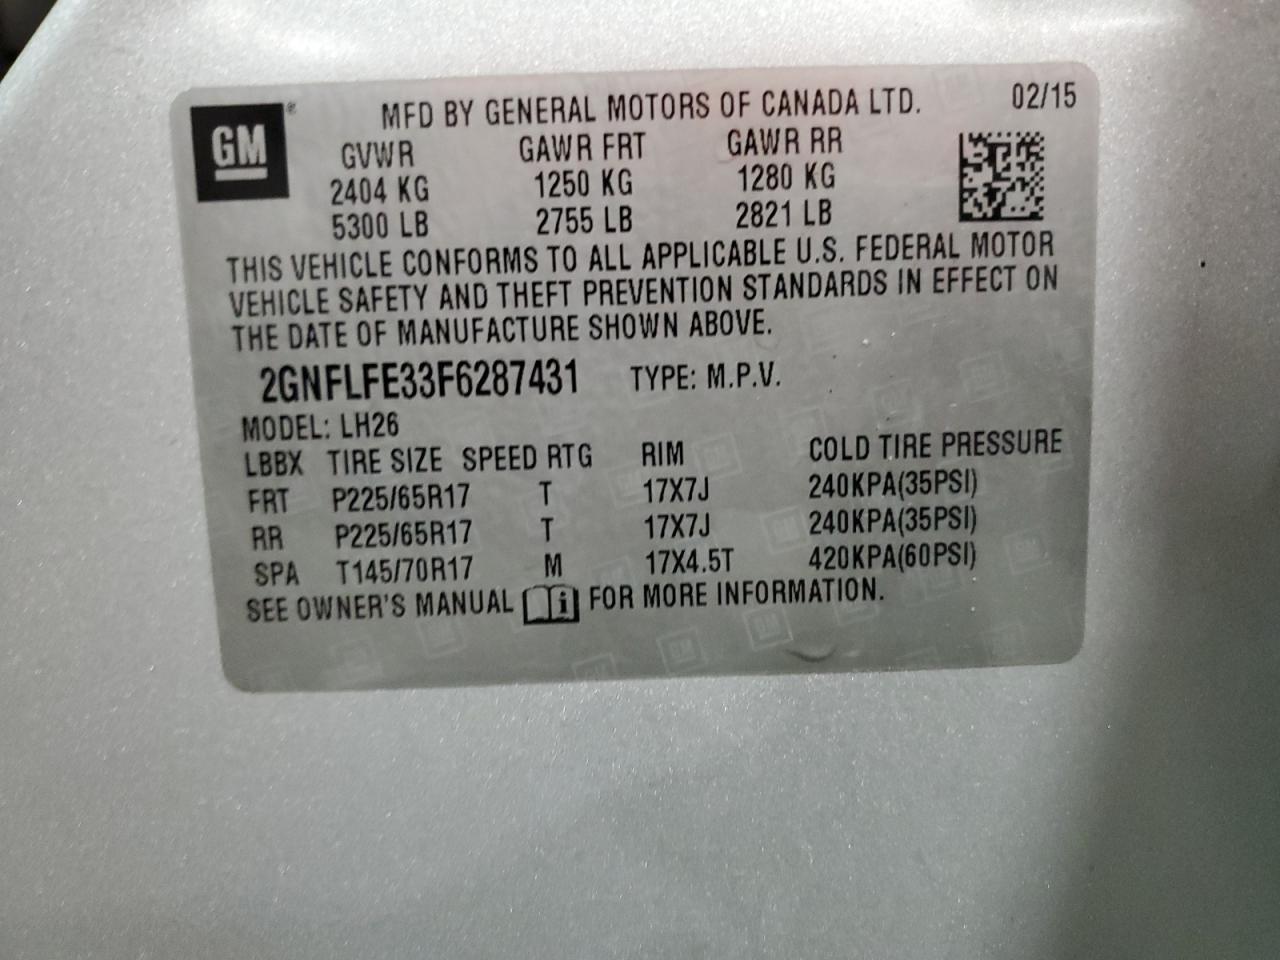 GM®
MFD BY GENERAL MOTORS OF CANADA LTD. 02/15
GVWR GAWR FRT GAWR RR
2404 KG 1250 KG 1280 KG
5300 LB 2755 LB 2821 LB
THIS VEHICLE CONFORMS TO ALL APPLICABLE U.S. FEDERAL MOTOR
VEHICLE SAFETY AND THEFT PREVENTION STANDARDS IN EFFECT ON
THE DATE OF MANUFACTURE SHOWN ABOVE.
2GNFLFE33F6287431 TYPE: M.P.V.
MODEL: LH26
LBBX TIRE SIZE SPEED RTG RIM COLD TIRE PRESSURE
FRT P225/65R17 T 17X7J 240KPA(35PSI)
RR P225/65R17 T 17X7J 240KPA(35PSI)
SPA T145/70R17 M 17X4.5T 420KPA(60PSI)
SEE OWNER'S MANUAL i FOR MORE INFORMATION.